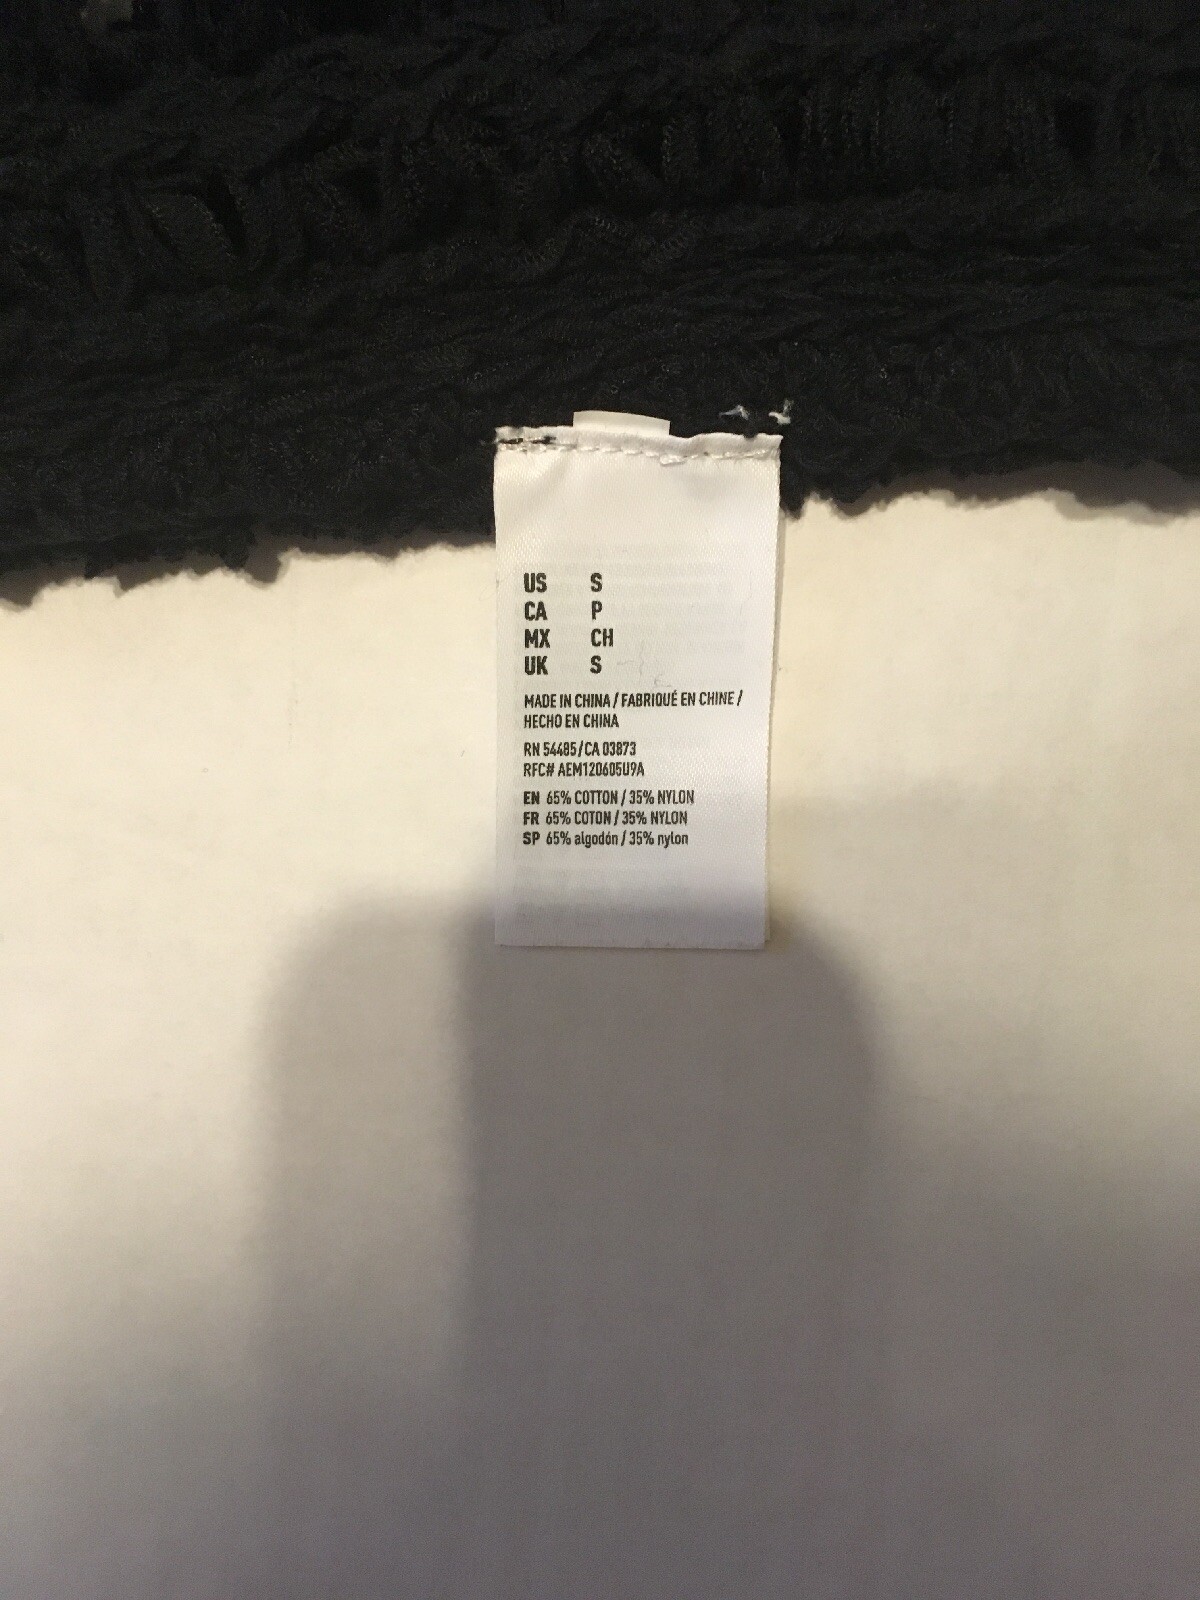 US S
CA P
MX CH
UK S
MADE IN CHINA / FABRIQUÉ EN CHINE /
HECHO EN CHINA
RN 54485/CA 03873
RFC# AEM120605U9A
EN 65% COTTON / 35% NYLON
FR 65% COTON / 35% NYLON
SP 65% algodón / 35% nylon